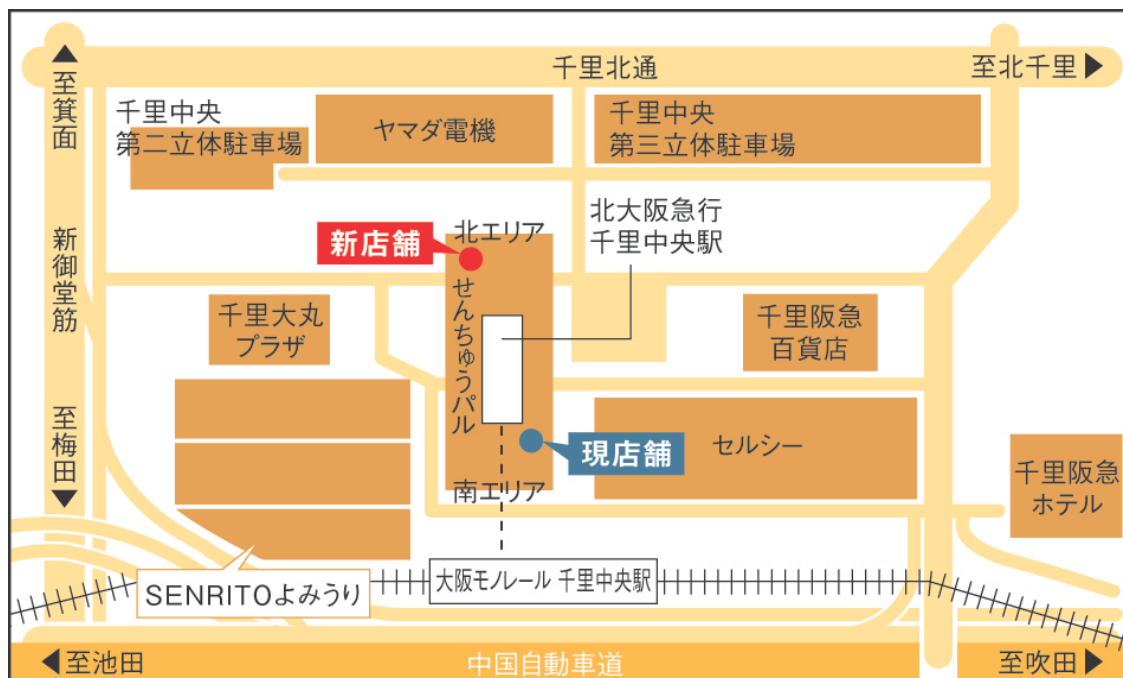 千里北通
至北千里▶
▲至箕面
千里中央
第二立体駐車場
ヤマダ電機
千里中央
第三立体駐車場
北大阪急行
千里中央駅
新店舗
北エリア
新御堂筋
せんちゅうパル
千里大丸
プラザ
千里阪急
百貨店
至梅田▼
現店舗
セルシー
千里阪急
ホテル
南エリア
大阪モノレール 千里中央駅
SENRITOよみうり
◀至池田
中国自動車道
至吹田▶